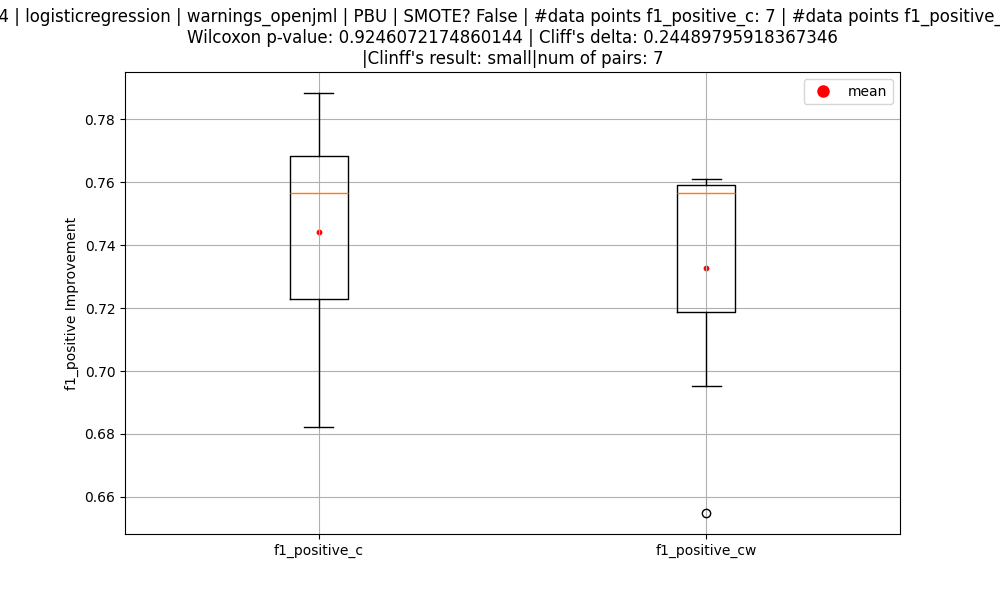 4 | logisticregression | warnings_openjml | PBU | SMOTE? False | #data points f1_positive_c: 7 | #data points f1_positive_
Wilcoxon p-value: 0.9246072174860144 | Cliff's delta: 0.24489795918367346
|Clinff's result: small|num of pairs: 7
mean
0.78
0.76
0.74
0.72
0.70
0.68
0.66
f1_positive Improvement
f1_positive_c
f1_positive_cw